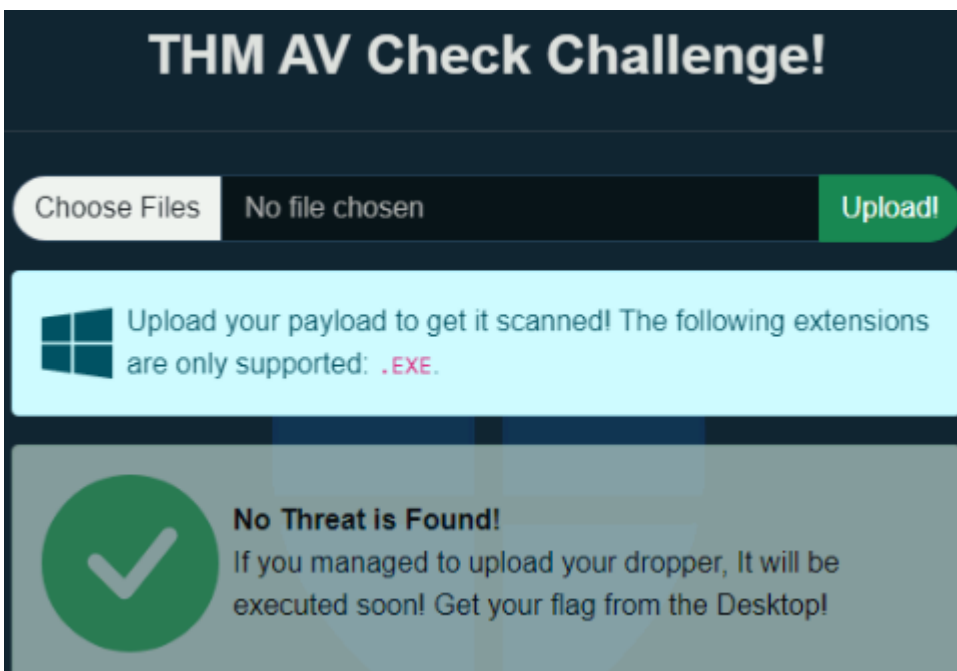 THM AV Check Challenge!
Choose Files No file chosen Upload!
Upload your payload to get it scanned! The following extensions
are only supported: .EXE.
No Threat is Found!
If you managed to upload your dropper, It will be
executed soon! Get your flag from the Desktop!